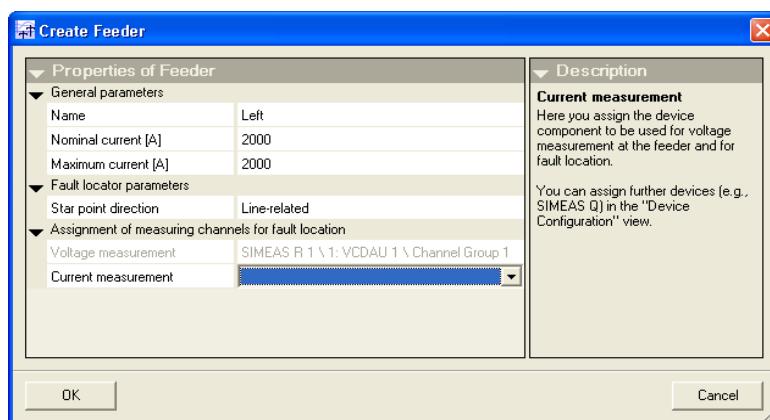 Create Feeder
Properties of Feeder
General parameters
Name Left
Nominal current [A] 2000
Maximum current [A] 2000
Fault locator parameters
Star point direction Line-related
Assignment of measuring channels for fault location
Voltage measurement SIMEAS R 1 \ 1: VCDAU 1 \ Channel Group 1
Current measurement
Description
Current measurement
Here you assign the device
component to be used for voltage
measurement at the feeder and for
fault location.
You can assign further devices (e.g.,
SIMEAS Q) in the "Device
Configuration" view.
OK
Cancel